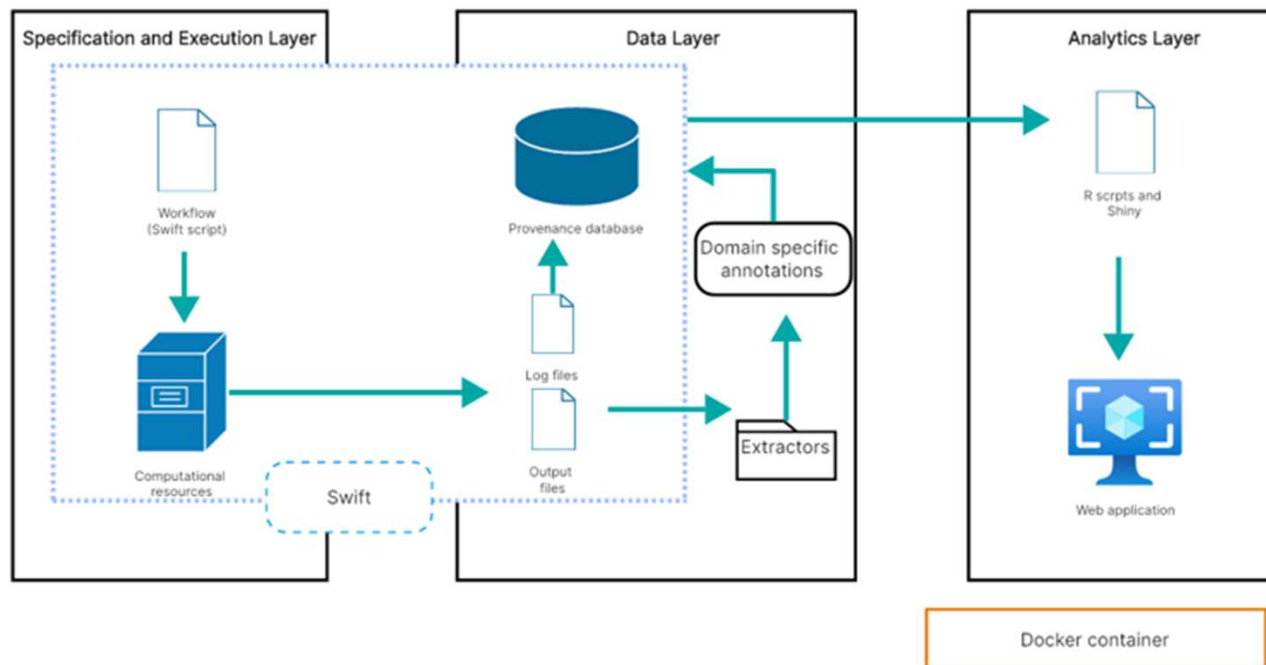 Specification and Execution Layer
Data Layer
Analytics Layer
Workflow
(Swift script)
Provenance database
R scrpts and
Shiny
Domain specific
annotations
Log files
Extractors
Computational
resources
Output
files
Swift
Web application
Docker container